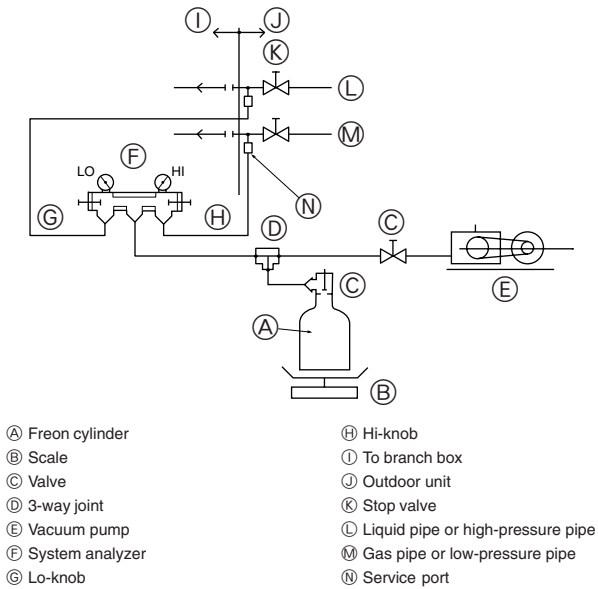 Ⓘ Ⓙ
Ⓚ
Ⓛ
Ⓜ
Ⓕ
LO HI
Ⓝ
Ⓖ Ⓗ
Ⓓ Ⓒ
Ⓔ
Ⓒ
Ⓐ
Ⓑ
Ⓐ Freon cylinder
Ⓑ Scale
Ⓒ Valve
Ⓓ 3-way joint
Ⓔ Vacuum pump
Ⓕ System analyzer
Ⓖ Lo-knob
Ⓗ Hi-knob
Ⓘ To branch box
Ⓙ Outdoor unit
Ⓚ Stop valve
Ⓛ Liquid pipe or high-pressure pipe
Ⓜ Gas pipe or low-pressure pipe
Ⓝ Service port